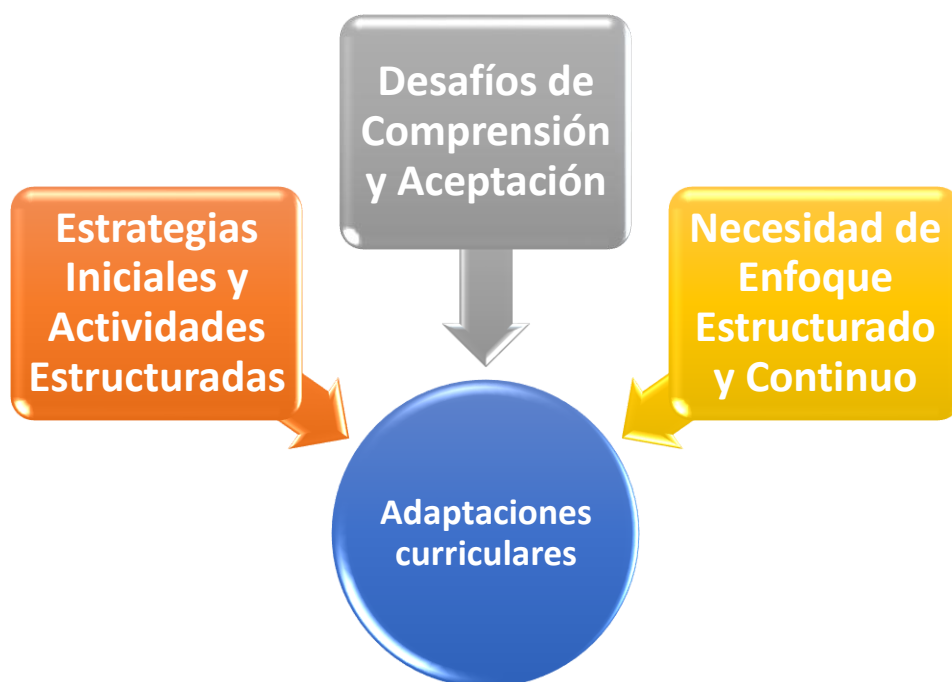 Desafíos de
Comprensión
y Aceptación
Estrategias
Iniciales y
Actividades
Estructuradas
Necesidad de
Enfoque
Estructurado
y Continuo
Adaptaciones
curriculares